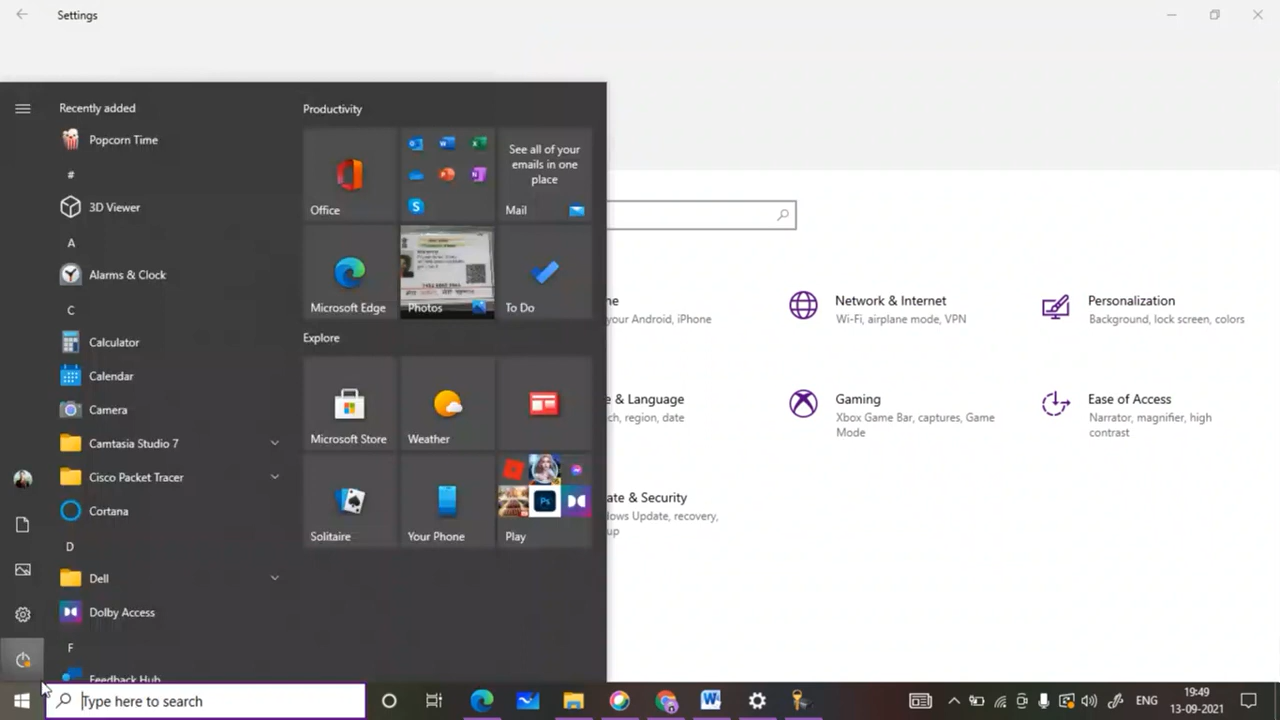 Settings
Recently added
Popcorn Time
#
3D Viewer
A
Alarms & Clock
C
Calculator
Calendar
Camera
Camtasia Studio 7
Cisco Packet Tracer
Cortana
D
Dell
Dolby Access
F
Feedback Hub
Productivity
Office
See all of your
emails in one
place
Mail
Microsoft Edge
Photos
To Do
Explore
Microsoft Store
Weather
Solitaire
Your Phone
Ps
Play
ne
your Android, iPhone
Network & Internet
Wi-Fi, airplane mode, VPN
Personalization
Background, lock screen, colors
e & Language
ch, region, date
Gaming
Xbox Game Bar, captures, Game
Mode
Ease of Access
Narrator, magnifier, high
contrast
ate & Security
lows Update, recovery,
up
Type here to search
ENG
19:49
13-09-2021